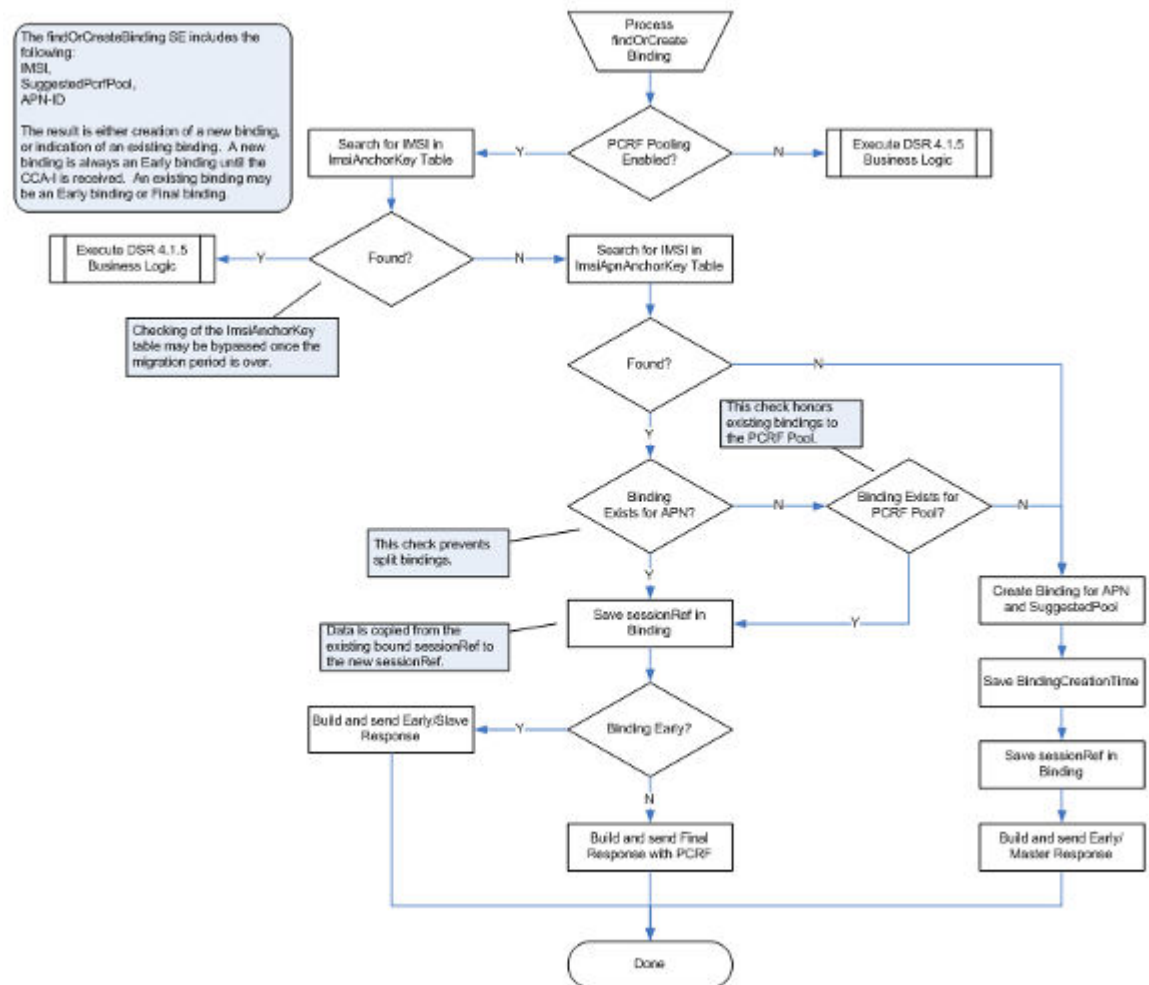 The findOrCreateBinding SE includes the
following:
IMSI,
SuggestedPcrfPool,
APN-ID
The result is either creation of a new binding,
or indication of an existing binding. A new
binding is always an Early binding until the
CCA-I is received. An existing binding may
be an Early binding or Final binding.
Process
findOrCreate
Binding
PCRF Pooling
Enabled?
Y
N
Search for IMSI in
ImsiAnchorKey Table
Execute DSR 4.1.5
Business Logic
Found?
Y
N
Execute DSR 4.1.5
Business Logic
Search for IMSI in
ImsiApnAnchorKey Table
Checking of the ImsiAnchorKey
table may be bypassed once the
migration period is over.
Found?
N
Y
This check honors
existing bindings to
the PCRF Pool.
Binding
Exists for APN?
N
Binding Exists for
PCRF Pool?
N
This check prevents
split bindings.
Y
Y
Create Binding for APN
and SuggestedPool
Save sessionRef in
Binding
Data is copied from the
existing bound sessionRef to
the new sessionRef.
Save BindingCreationTime
Binding Early?
Y
N
Build and send Early/Slave
Response
Save sessionRef in
Binding
Build and send Final
Response with PCRF
Build and send Early/
Master Response
Done